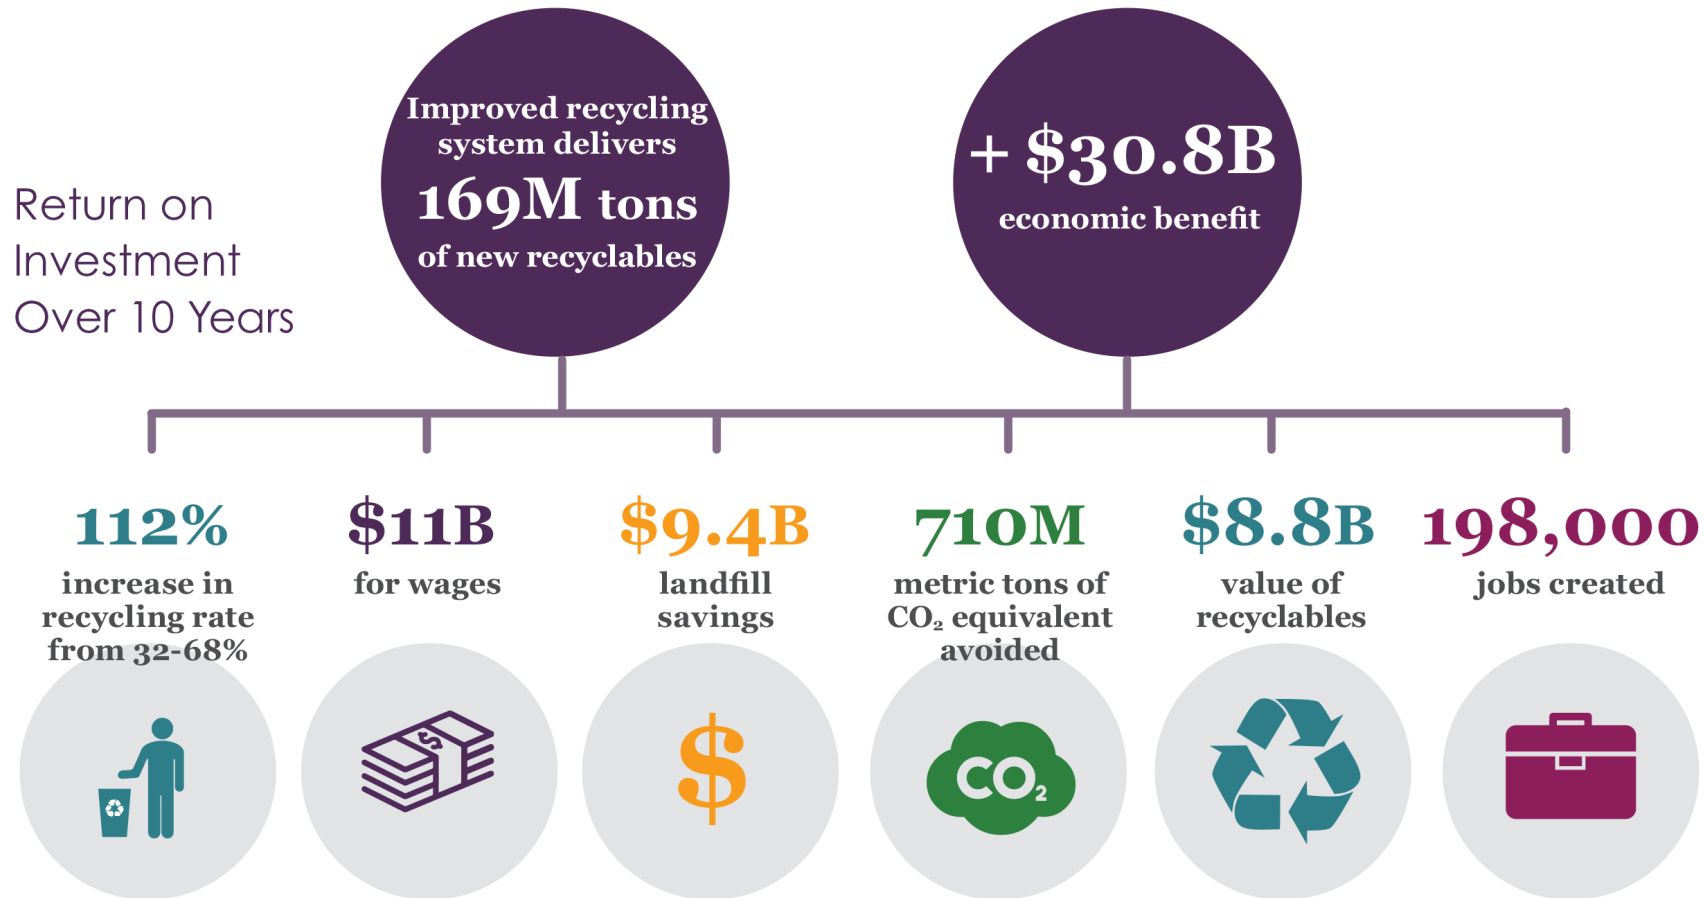 Return on
Investment
Over 10 Years
Improved recycling
system delivers
169M tons
of new recyclables
+ $30.8B
economic benefit
112%
increase in
recycling rate
from 32-68%
$11B
for wages
$9.4B
landfill
savings
710M
metric tons of
CO₂ equivalent
avoided
$8.8B
value of
recyclables
198,000
jobs created
$
$
CO₂